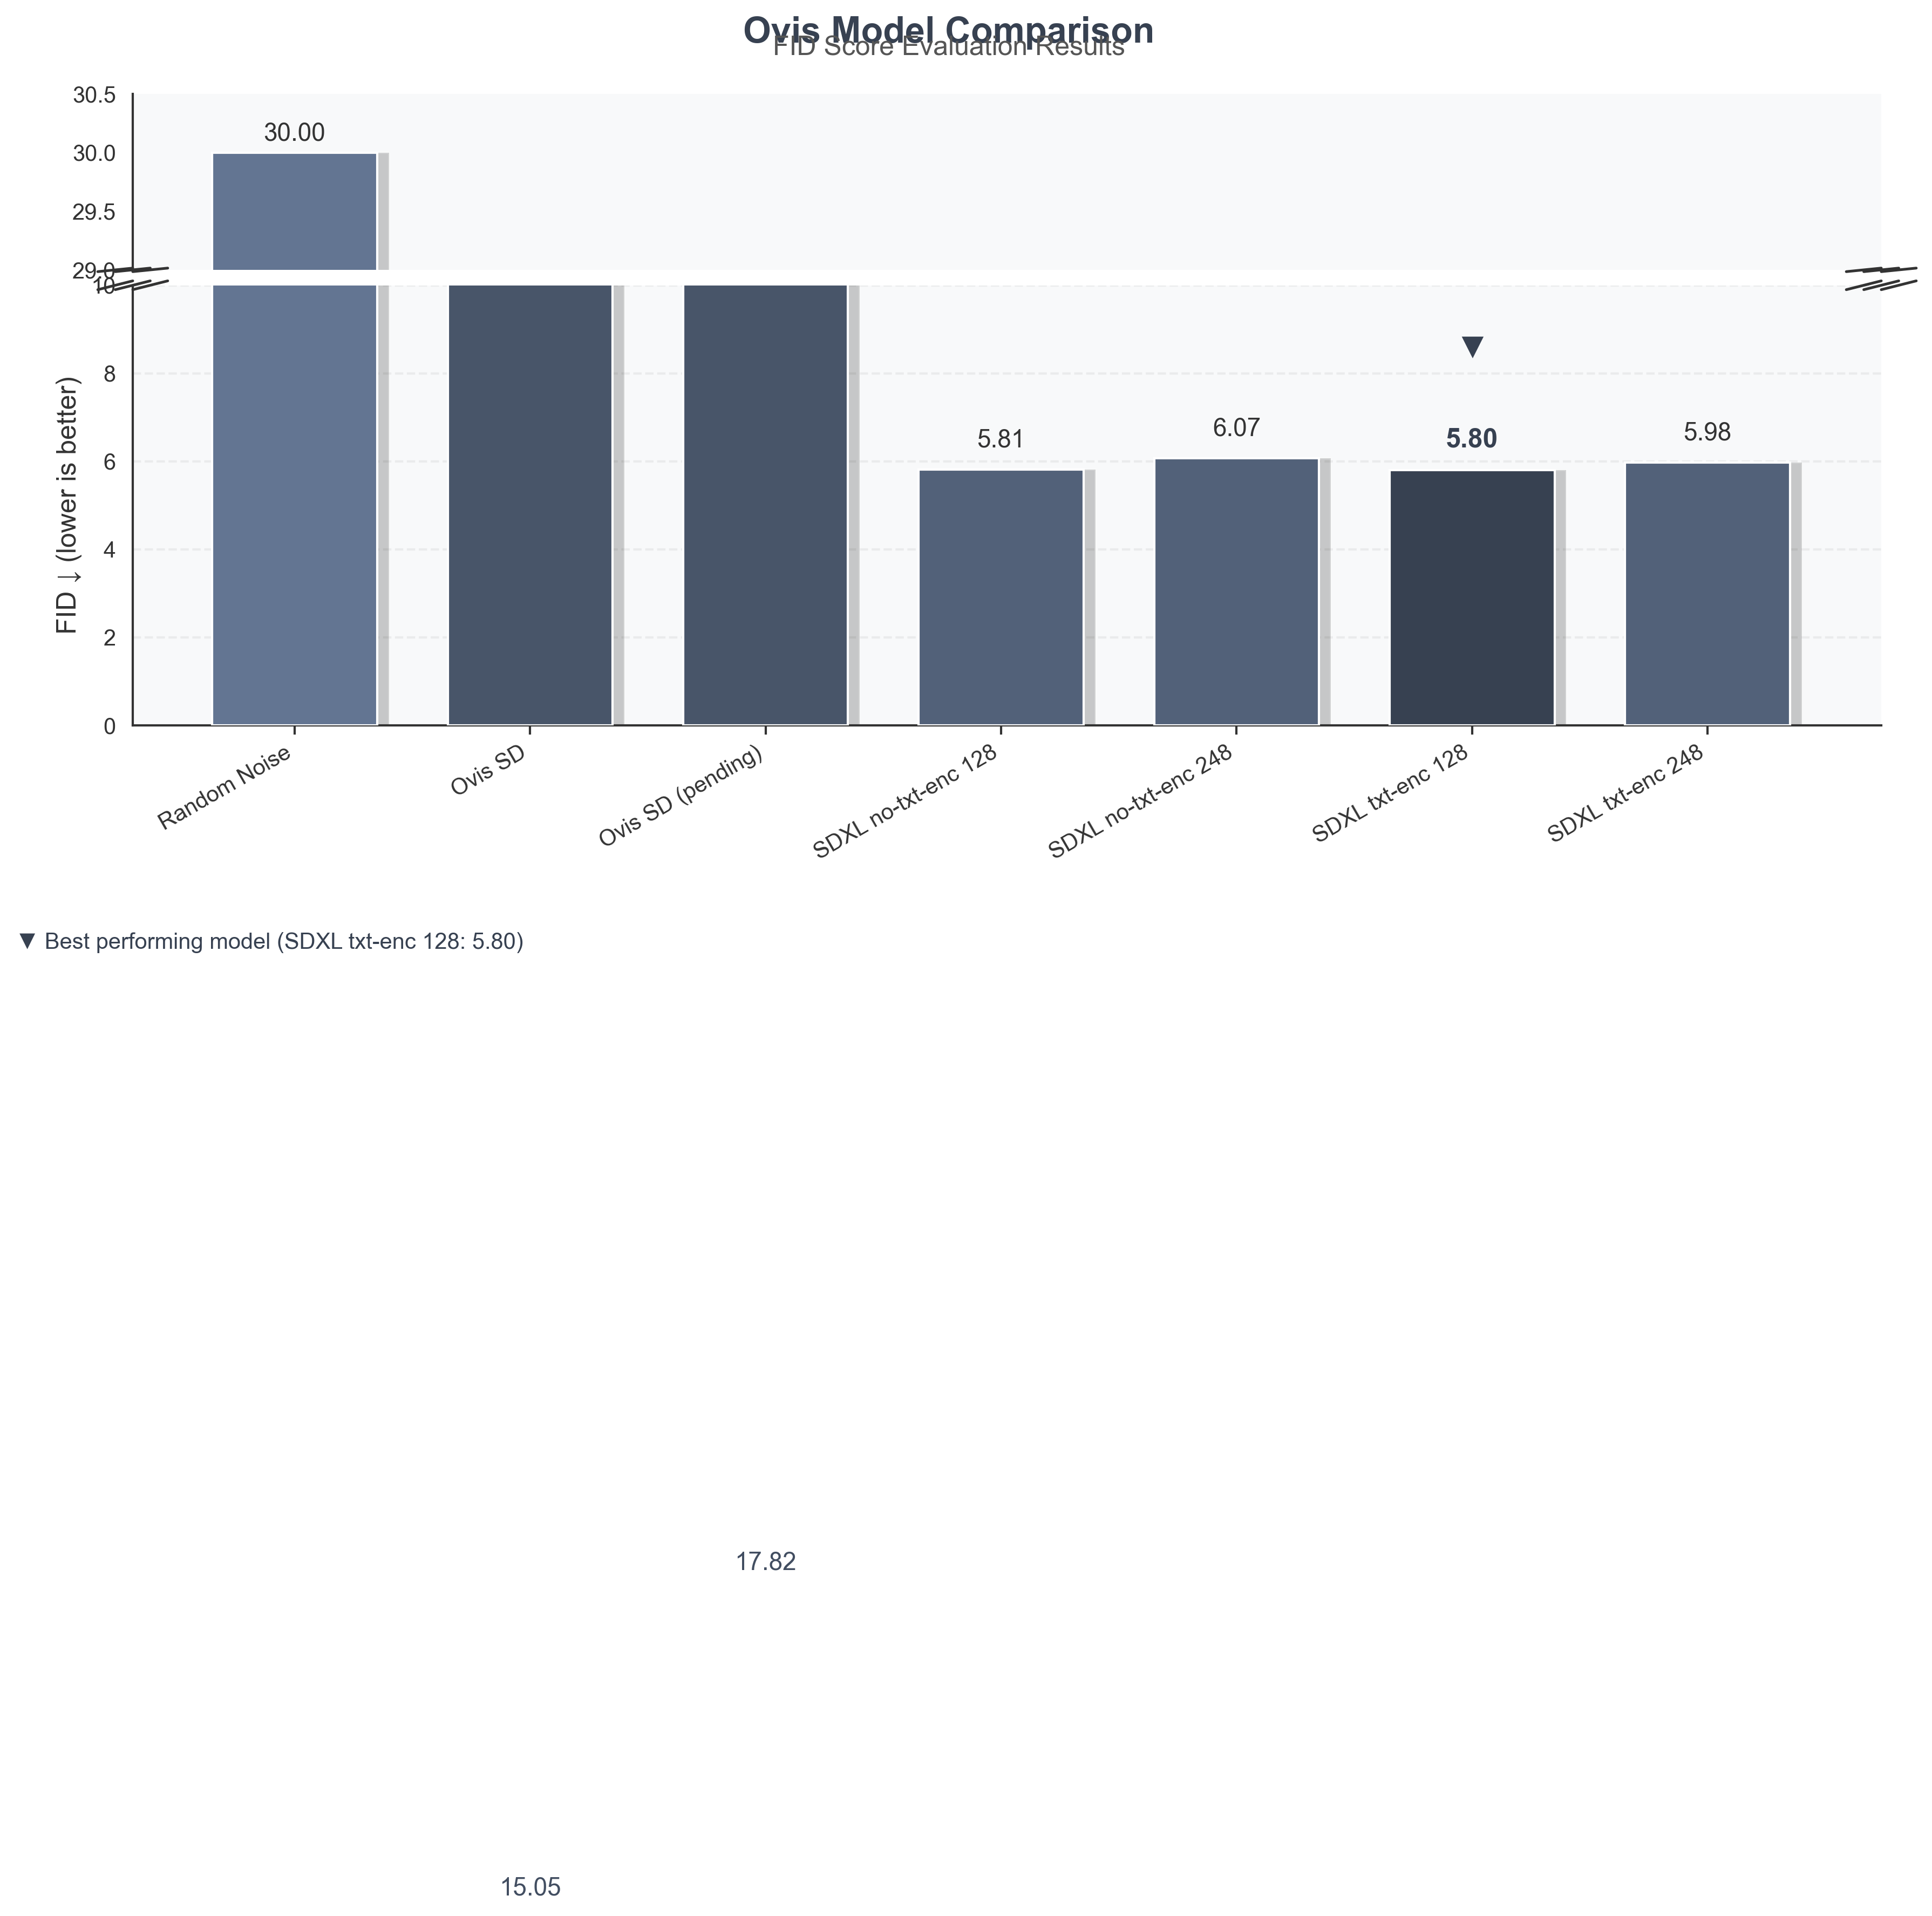 Ovis Model Comparison
FID Score Evaluation Results
30.5
30.0
29.5
29.0
10
8
6
4
2
0
FID ↓ (lower is better)
30.00
5.81
6.07
5.80
5.98
Random Noise
Ovis SD
Ovis SD (pending)
SDXL no-txt-enc 128
SDXL no-txt-enc 248
SDXL txt-enc 128
SDXL txt-enc 248
▼ Best performing model (SDXL txt-enc 128: 5.80)
17.82
15.05